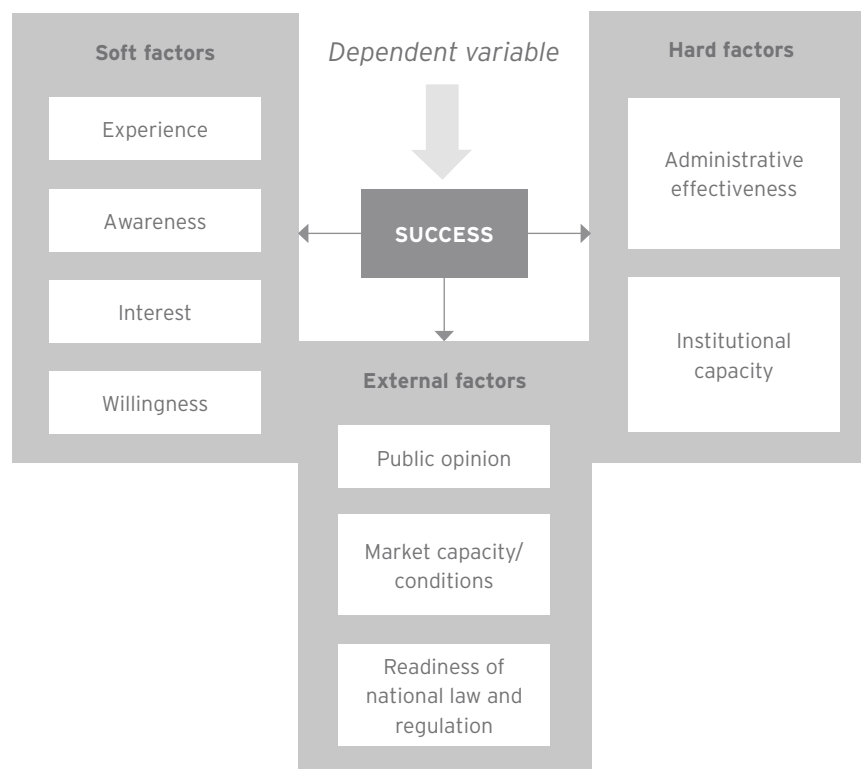 Soft factors
Experience
Awareness
Interest
Willingness
Dependent variable
SUCCESS
Hard factors
Administrative
effectiveness
Institutional
capacity
External factors
Public opinion
Market capacity/
conditions
Readiness of
national law and
regulation